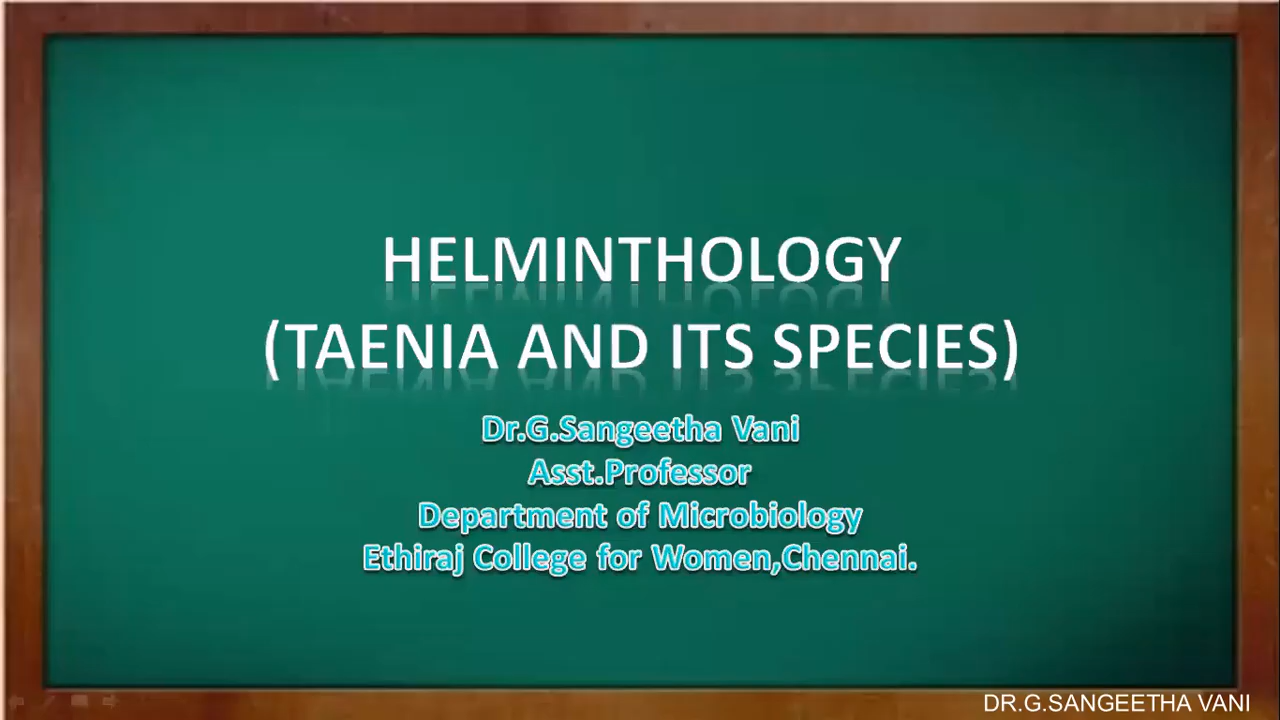 HELMINTHOLOGY
(TAENIA AND ITS SPECIES)
Dr.G.Sangeetha Vani
Asst.Professor
Department of Microbiology
Ethiraj College for Women,Chennai.
DR.G.SANGEETHA VANI